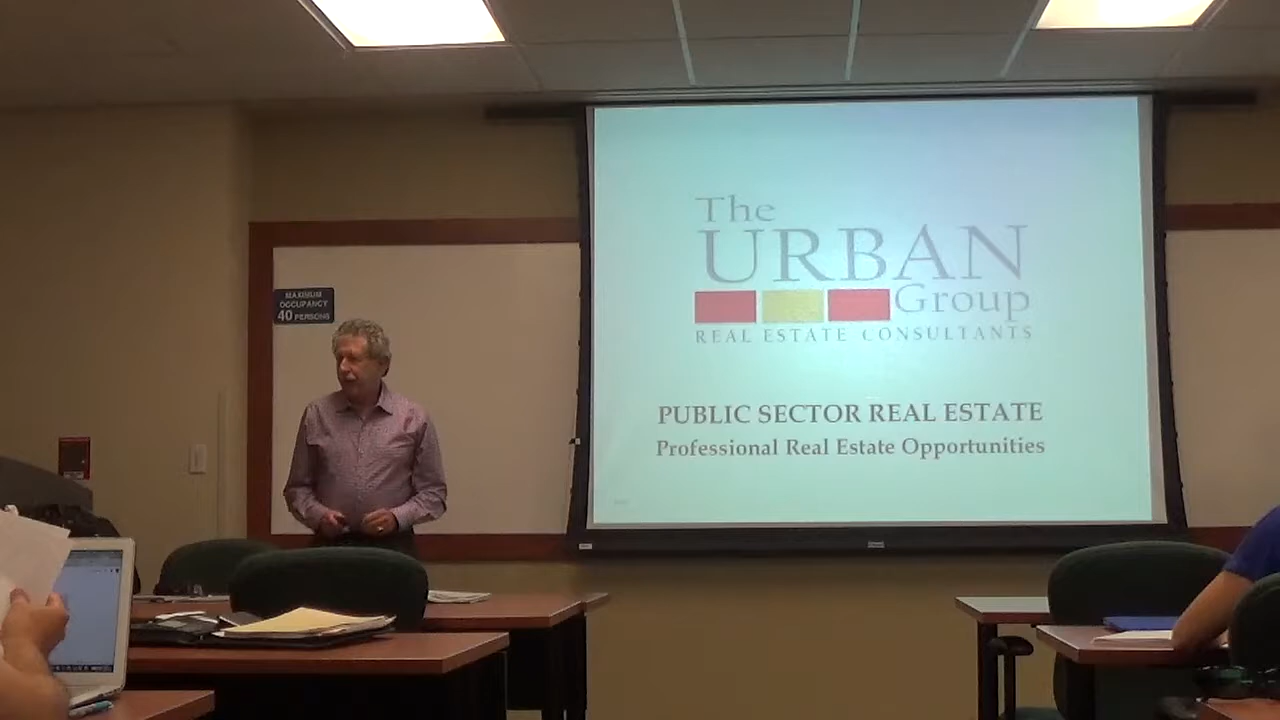 MAXIMUM
OCCUPANCY
40 PERSONS
The
URBAN
Group
REAL ESTATE CONSULTANTS
PUBLIC SECTOR REAL ESTATE
Professional Real Estate Opportunities